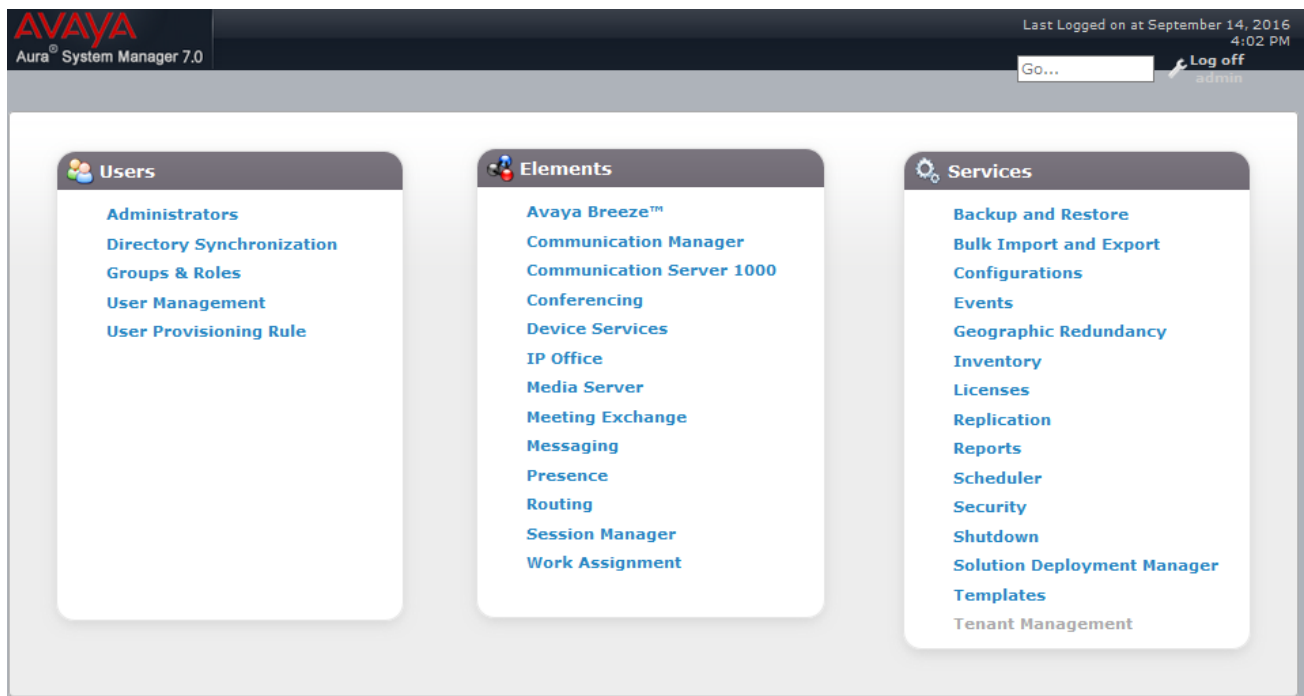 AVAYA
Aura® System Manager 7.0
Last Logged on at September 14, 2016
4:02 PM
Go...
Log off
admin
Users
Administrators
Directory Synchronization
Groups & Roles
User Management
User Provisioning Rule
Elements
Avaya Breeze™
Communication Manager
Communication Server 1000
Conferencing
Device Services
IP Office
Media Server
Meeting Exchange
Messaging
Presence
Routing
Session Manager
Work Assignment
Services
Backup and Restore
Bulk Import and Export
Configurations
Events
Geographic Redundancy
Inventory
Licenses
Replication
Reports
Scheduler
Security
Shutdown
Solution Deployment Manager
Templates
Tenant Management